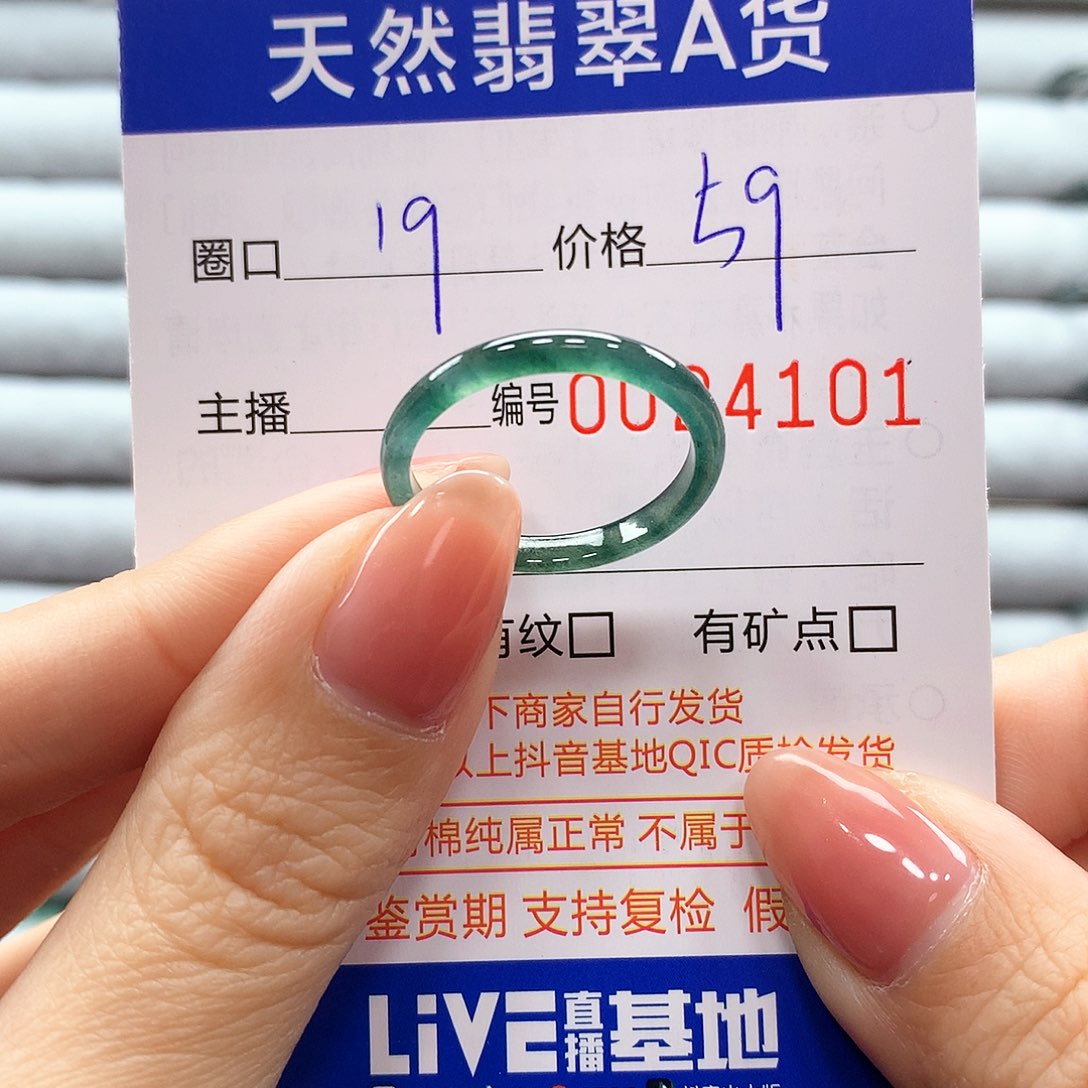 天然翡翠A货
圈口 19 价格 59
主播 编号 0024101
有纹□ 有矿点□
下商家自行发货
以上抖音基地QIC质检发货
棉纯属正常 不属于
鉴赏期 支持复检 假
LiVE直播基地